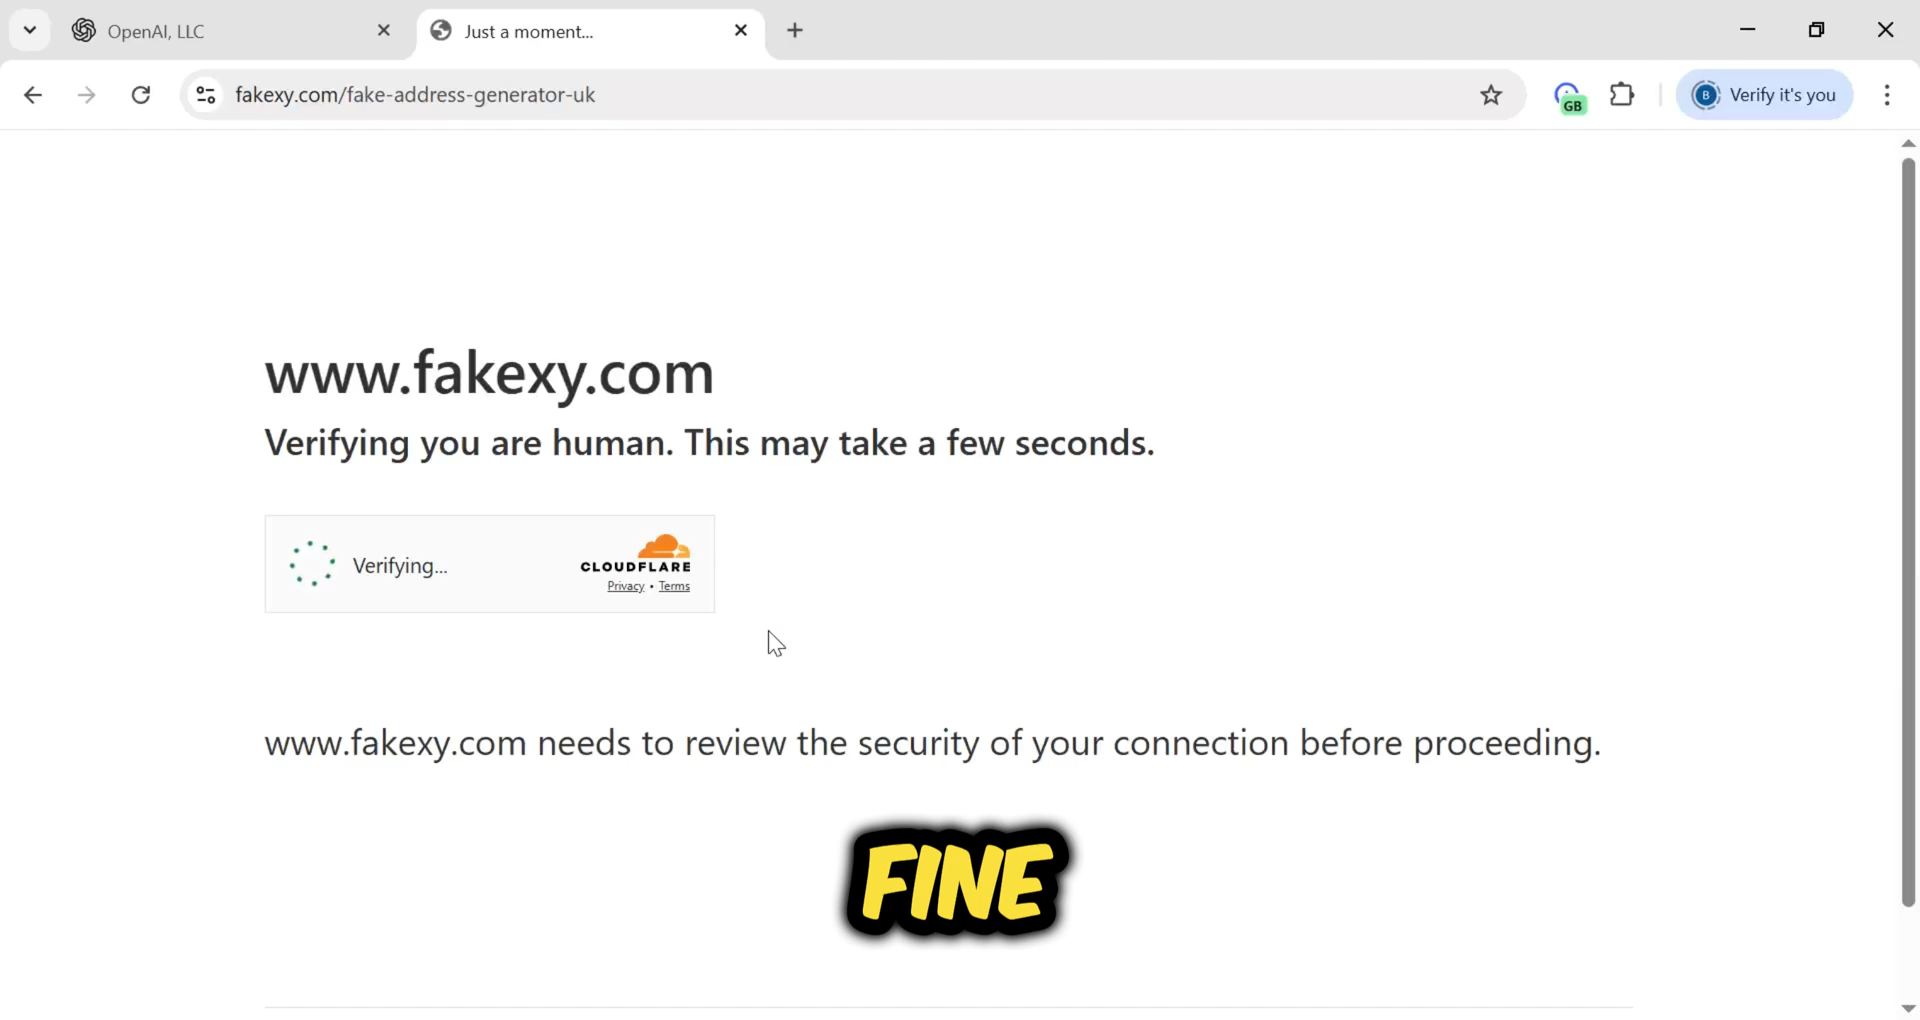 OpenAI, LLC
Just a moment...
fakexy.com/fake-address-generator-uk
GB
B
Verify it's you
www.fakexy.com
Verifying you are human. This may take a few seconds.
Verifying...
CLOUDFLARE
Privacy • Terms
www.fakexy.com needs to review the security of your connection before proceeding.
FINE